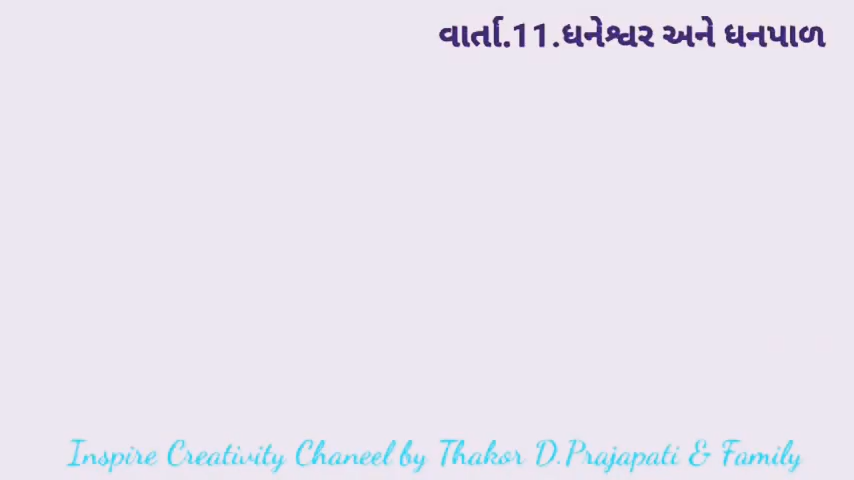 વાર્તા.11.ધનેશ્વર અને ધનપાળ
Inspire Creativity Chaneel by Thakor D.Prajapati & Family